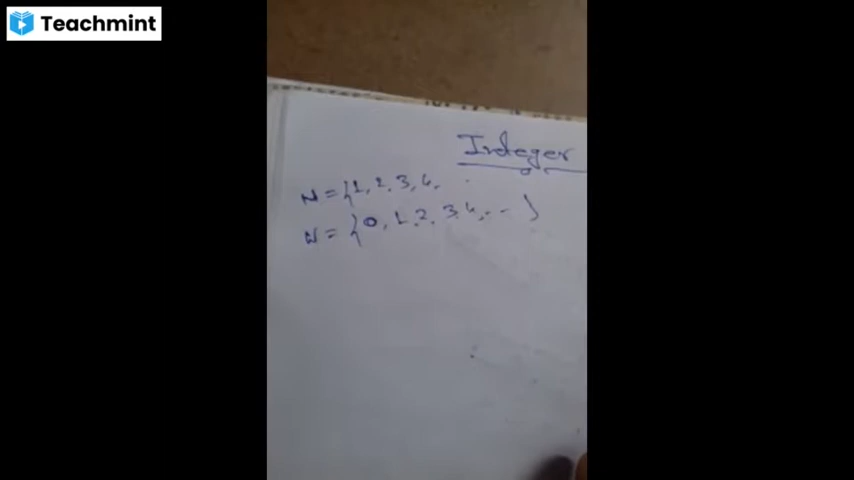 Teachmint
Integer
N = {1, 2, 3, 4, . .
W = {0, 1, 2, 3, 4, - - }